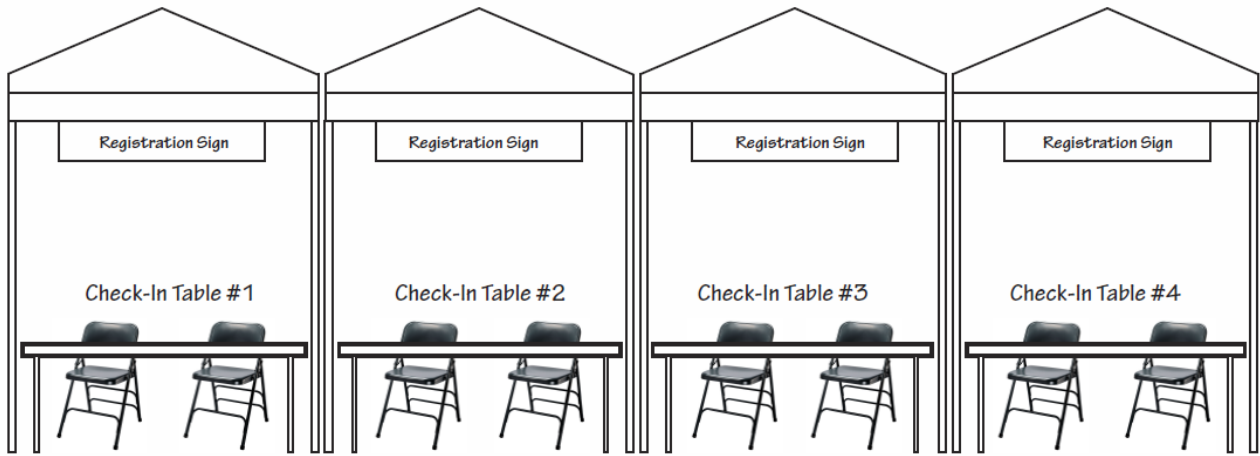 Registration Sign
Registration Sign
Registration Sign
Registration Sign
Check-In Table #1
Check-In Table #2
Check-In Table #3
Check-In Table #4